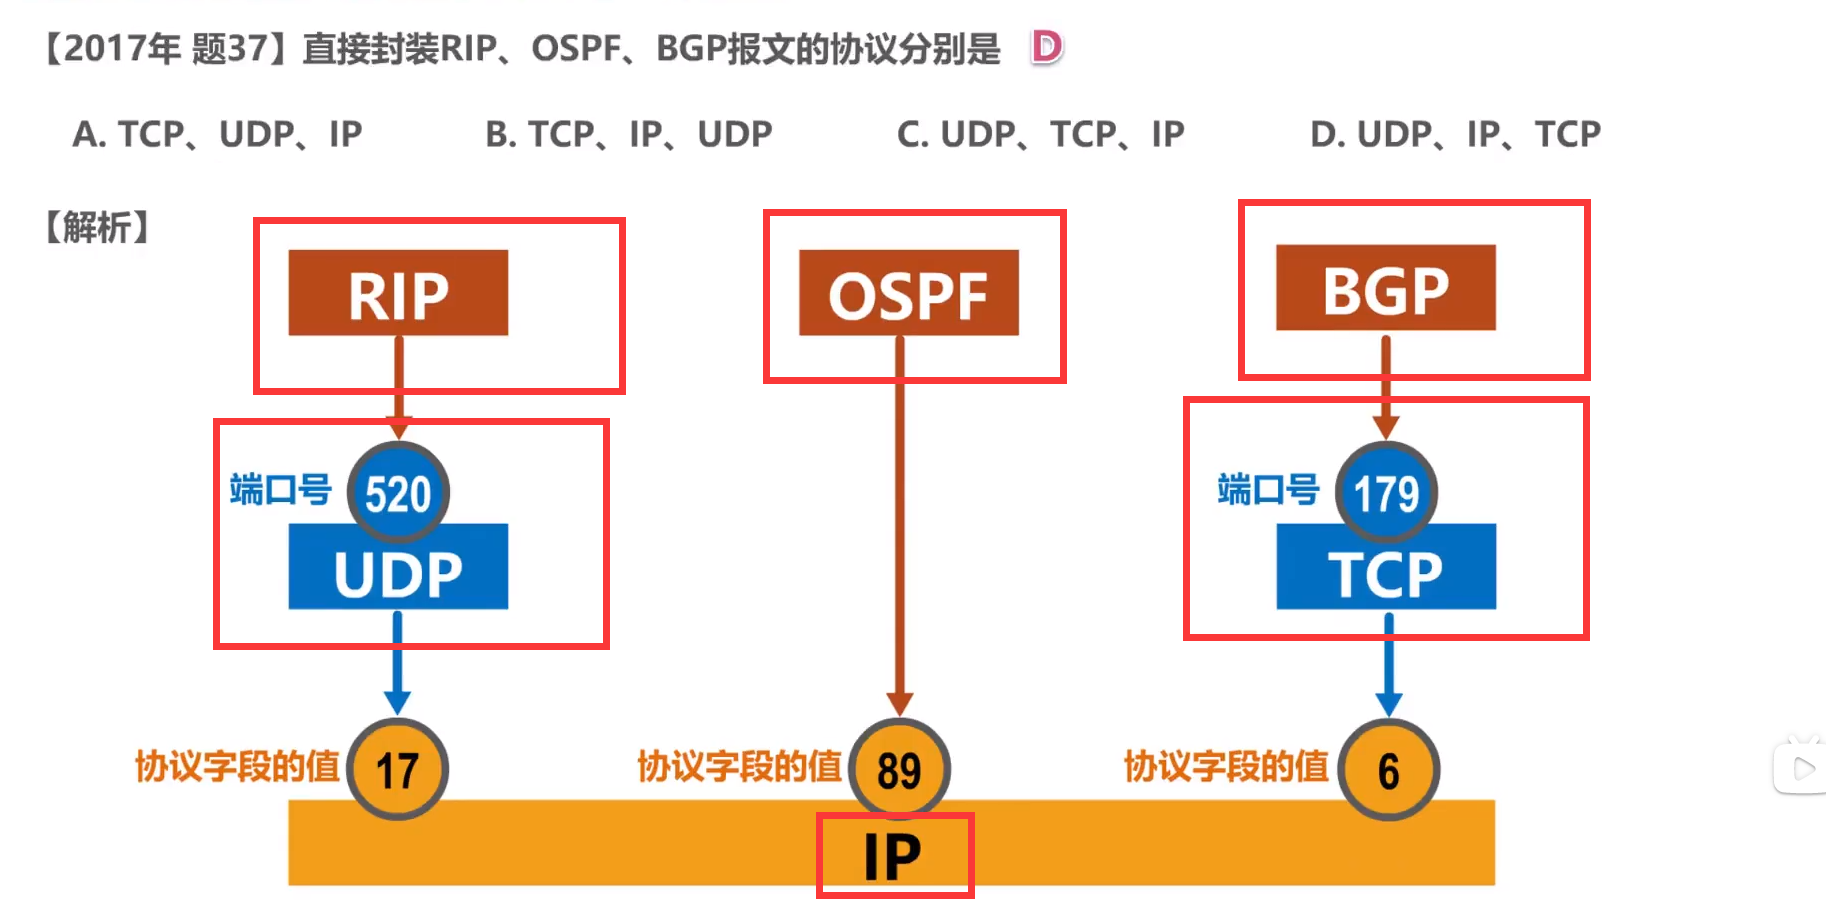 【2017年 题37】直接封装RIP、OSPF、BGP报文的协议分别是 D
A. TCP、UDP、IP B. TCP、IP、UDP C. UDP、TCP、IP D. UDP、IP、TCP
【解析】
RIP OSPF BGP
端口号 520 端口号 179
UDP TCP
协议字段的值 17 协议字段的值 89 协议字段的值 6
IP